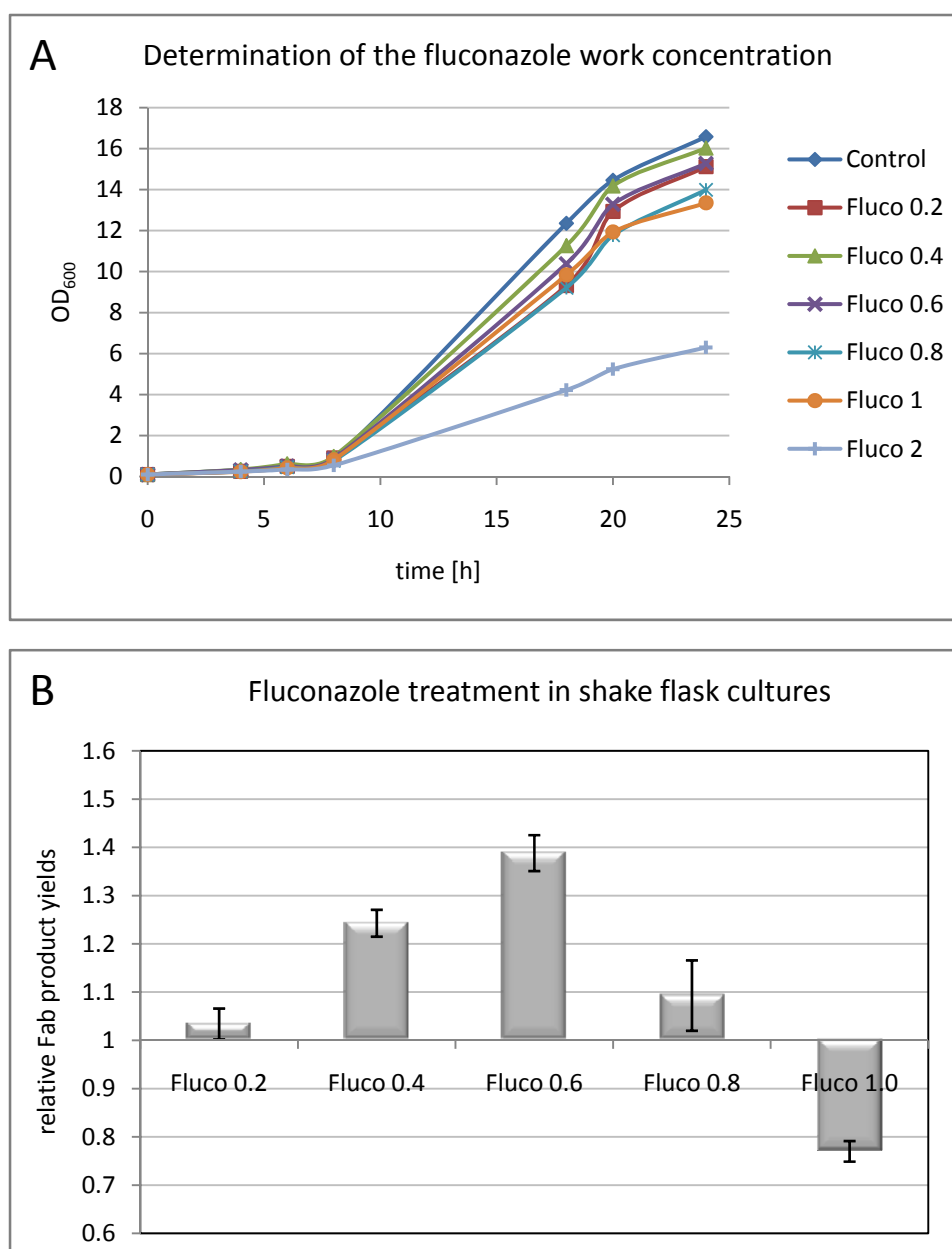 A
Determination of the fluconazole work concentration
18
16
14
12
10
8
6
4
2
0
OD600
0 5 10 15 20 25
time [h]
Control
Fluco 0.2
Fluco 0.4
Fluco 0.6
Fluco 0.8
Fluco 1
Fluco 2
B
Fluconazole treatment in shake flask cultures
1.6
1.5
1.4
1.3
1.2
1.1
1
0.9
0.8
0.7
0.6
relative Fab product yields
Fluco 0.2 Fluco 0.4 Fluco 0.6 Fluco 0.8 Fluco 1.0